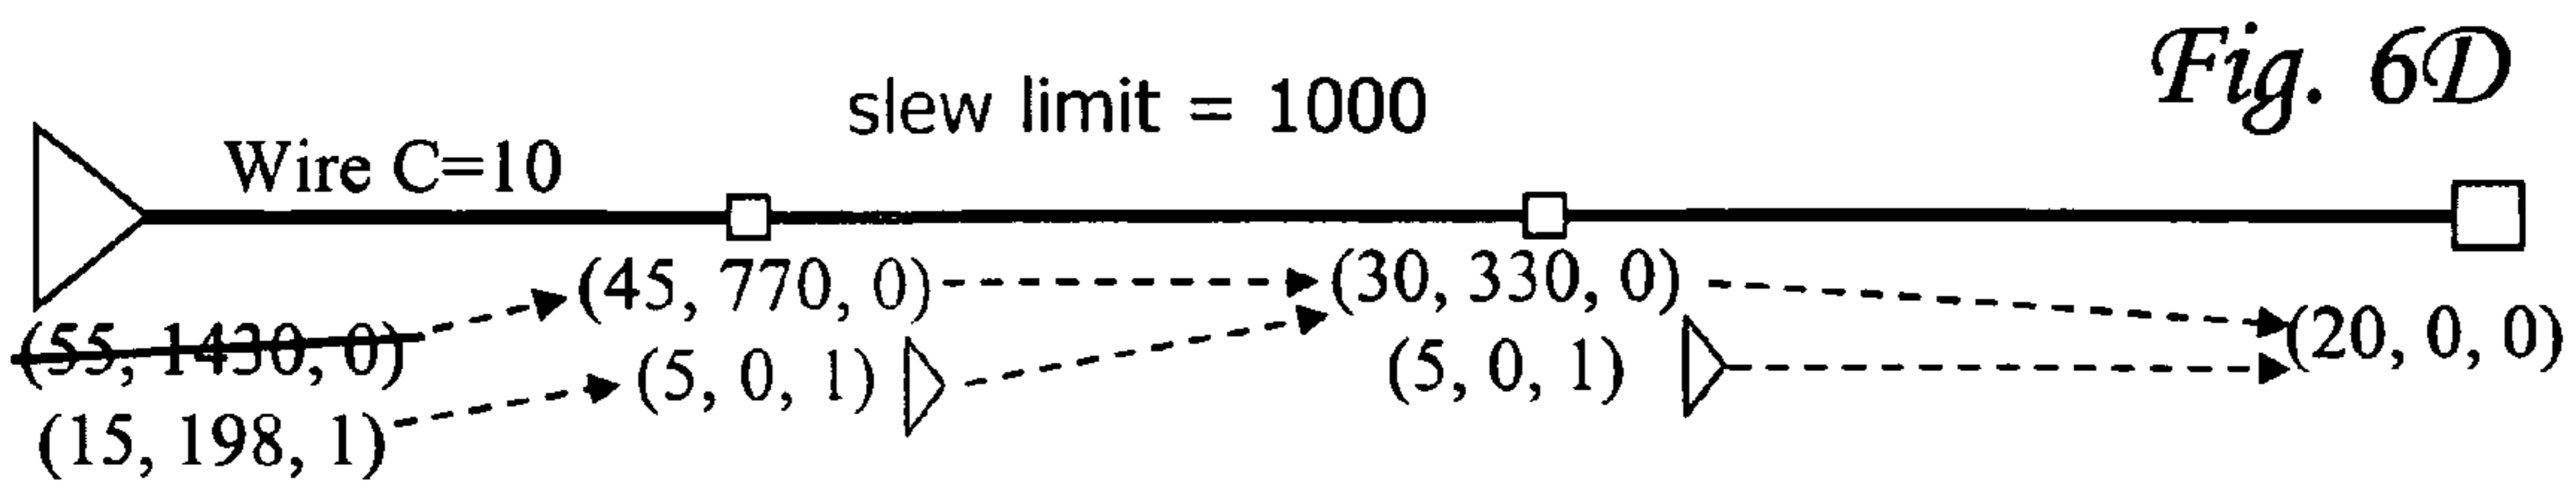 Fig. 6D
slew limit = 1000
Wire C=10
(45, 770, 0)
(30, 330, 0)
(55, 1430, 0)
(5, 0, 1)
(5, 0, 1)
(20, 0, 0)
(15, 198, 1)